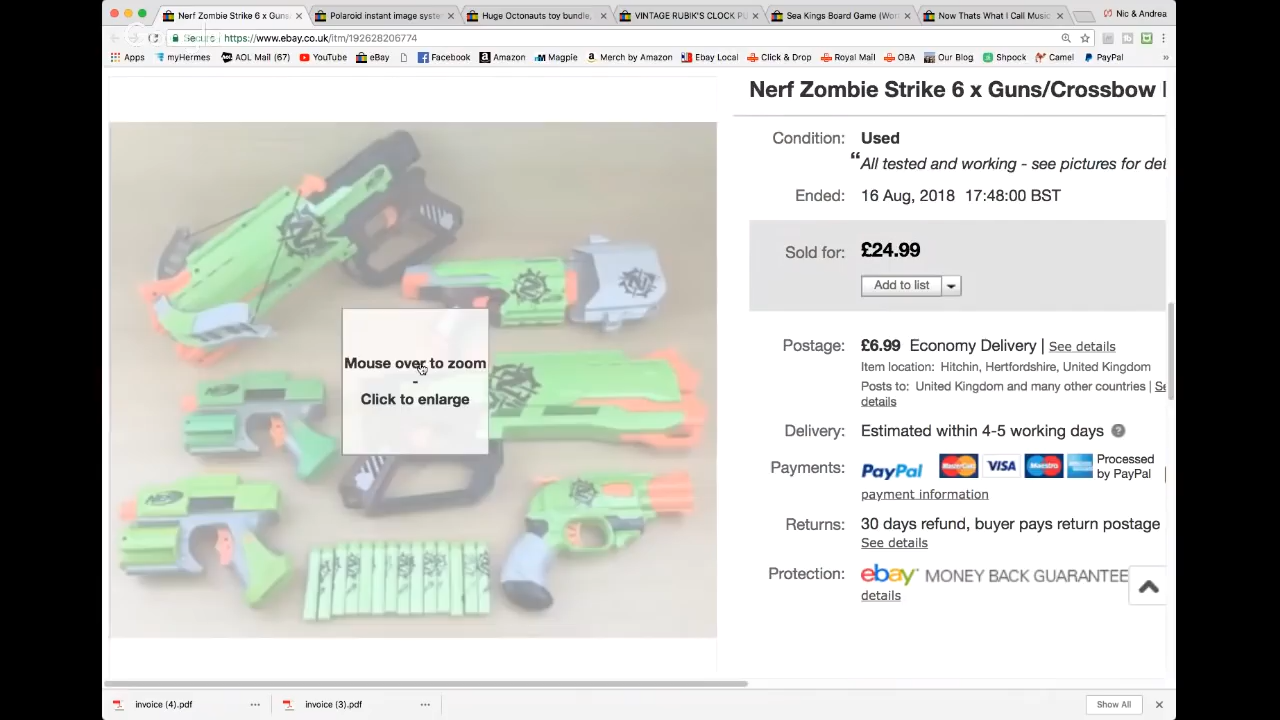 Nerf Zombie Strike 6 x Guns
Polaroid instant image syste
Huge Octonauts toy bundle,
VINTAGE RUBIK'S CLOCK PU
Seadings Board Game (Wor
Now Thats What I Call Music
Nic & Andrea
https://www.ebay.co.uk/itm/192628206774
Apps
myHermes
AOL Mail (67)
YouTube
eBay
Facebook
Amazon
Magpie
Merch by Amazon
Ebay Local
Click & Drop
Royal Mail
OBA
Our Blog
Shpock
Camel
PayPal
»
Nerf Zombie Strike 6 x Guns/Crossbow
Condition: Used
“All tested and working - see pictures for det
Ended: 16 Aug, 2018 17:48:00 BST
Sold for: £24.99
Add to list
Postage: £6.99 Economy Delivery | See details
Item location: Hitchin, Hertfordshire, United Kingdom
Posts to: United Kingdom and many other countries | Se
details
Delivery: Estimated within 4-5 working days ?
Payments: PayPal MasterCard VISA Maestro Processed
by PayPal
payment information
Returns: 30 days refund, buyer pays return postage
See details
Protection: ebay MONEY BACK GUARANTEE
details
Mouse over to zoom
-
Click to enlarge
NERF
invoice (4).pdf
invoice (3).pdf
Show All